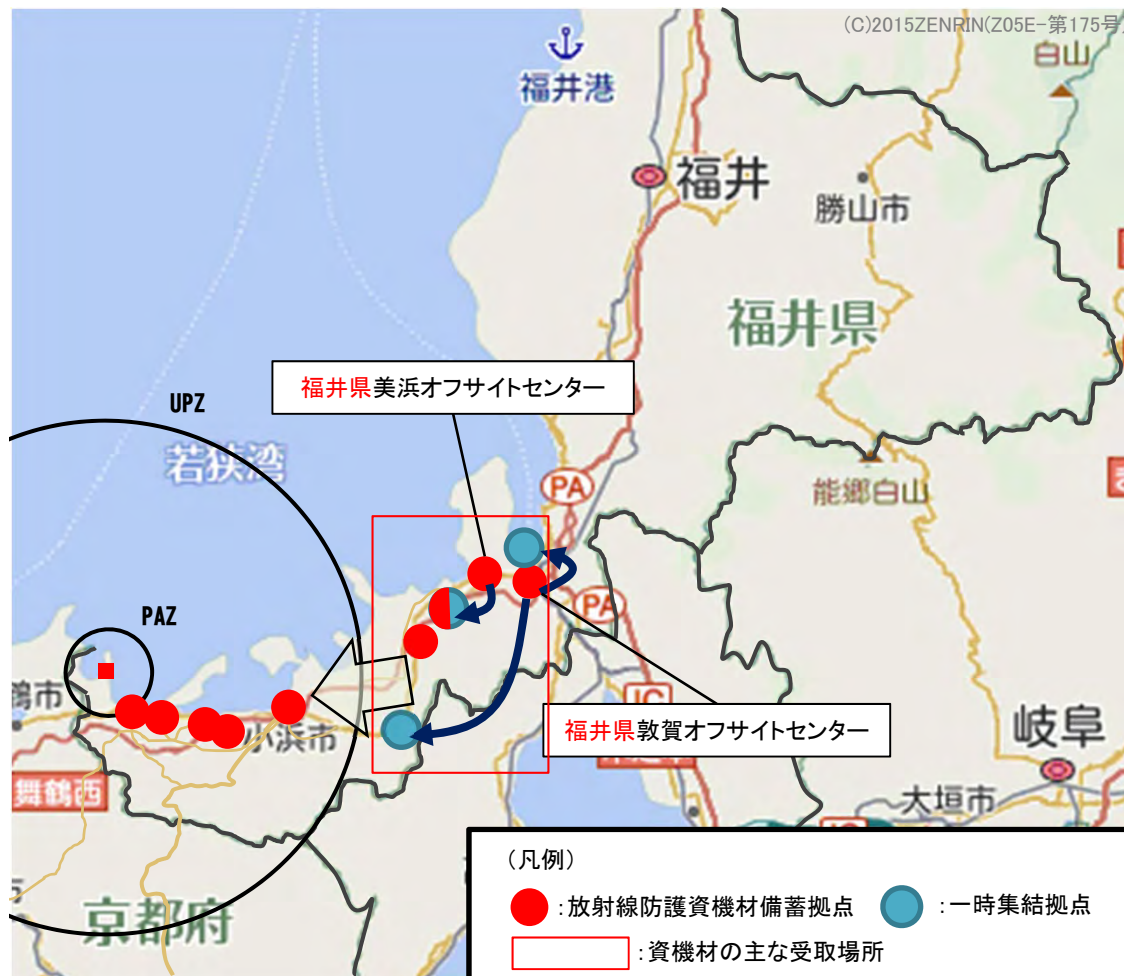 (C)2015ZENRIN(Z05E-第175号)
白山
福井港
福井
勝山市
福井県
福井県美浜オフサイトセンター
UPZ
若狭湾
PA
能郷白山
PAZ
PA
鶴市
IC
小浜市
福井県敦賀オフサイトセンター
岐阜
舞鶴西
大垣市
京都府
（凡例）
：放射線防護資機材備蓄拠点
：一時集結拠点
：資機材の主な受取場所